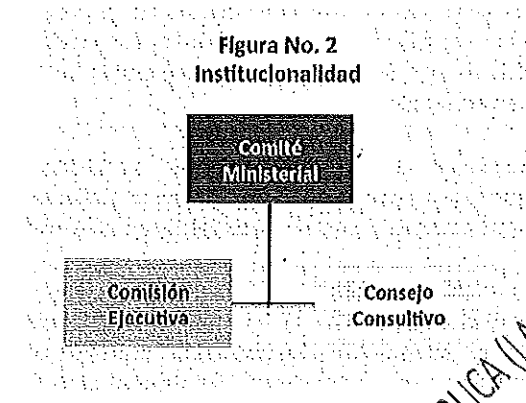 Figura No. 2
Institucionalidad
Comité
Ministerial
Comisión
Ejecutiva
Consejo
Consultivo